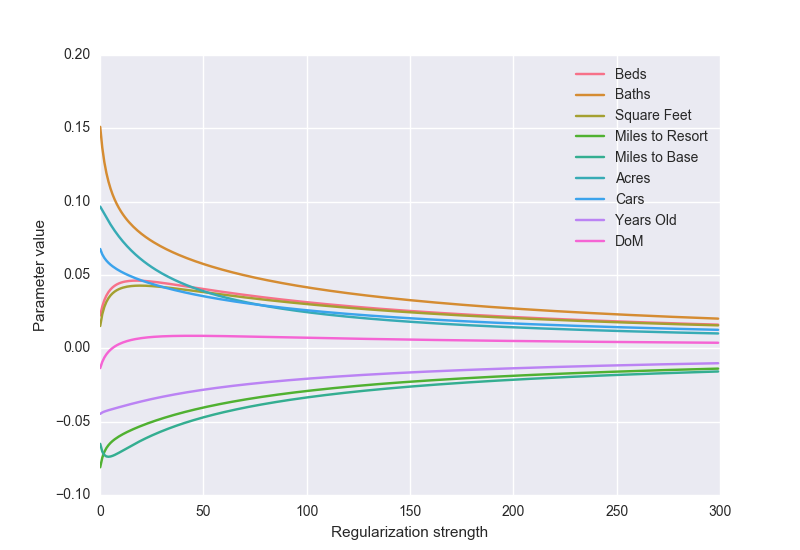 0.20
0.15
0.10
0.05
0.00
−0.05
−0.10
Parameter value
Beds
Baths
Square Feet
Miles to Resort
Miles to Base
Acres
Cars
Years Old
DoM
0 50 100 150 200 250 300
Regularization strength